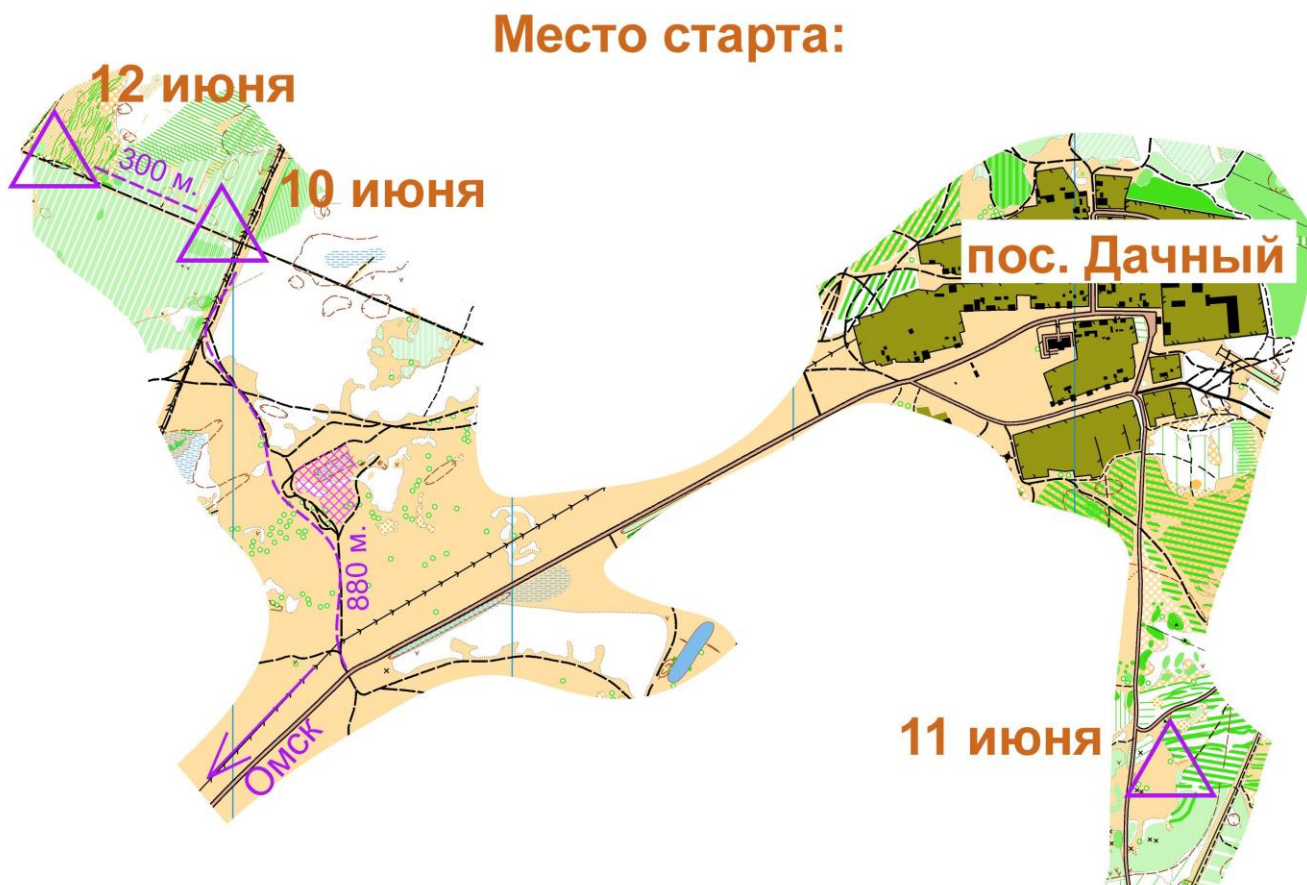 Место старта:
12 июня
300 м.
10 июня
пос. Дачный
880 м.
11 июня
Омск